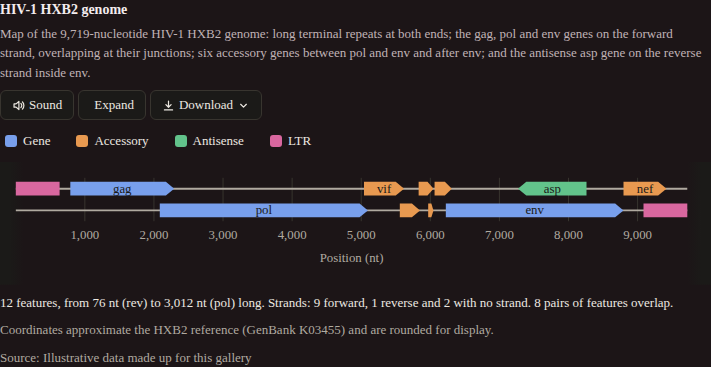 HIV-1 HXB2 genome
Map of the 9,719-nucleotide HIV-1 HXB2 genome: long terminal repeats at both ends; the gag, pol and env genes on the forward
strand, overlapping at their junctions; six accessory genes between pol and env and after env; and the antisense asp gene on the reverse
strand inside env.
Sound Expand Download
Gene Accessory Antisense LTR
gag vif asp nef
pol env
1,000 2,000 3,000 4,000 5,000 6,000 7,000 8,000 9,000
Position (nt)
12 features, from 76 nt (rev) to 3,012 nt (pol) long. Strands: 9 forward, 1 reverse and 2 with no strand. 8 pairs of features overlap.
Coordinates approximate the HXB2 reference (GenBank K03455) and are rounded for display.
Source: Illustrative data made up for this gallery